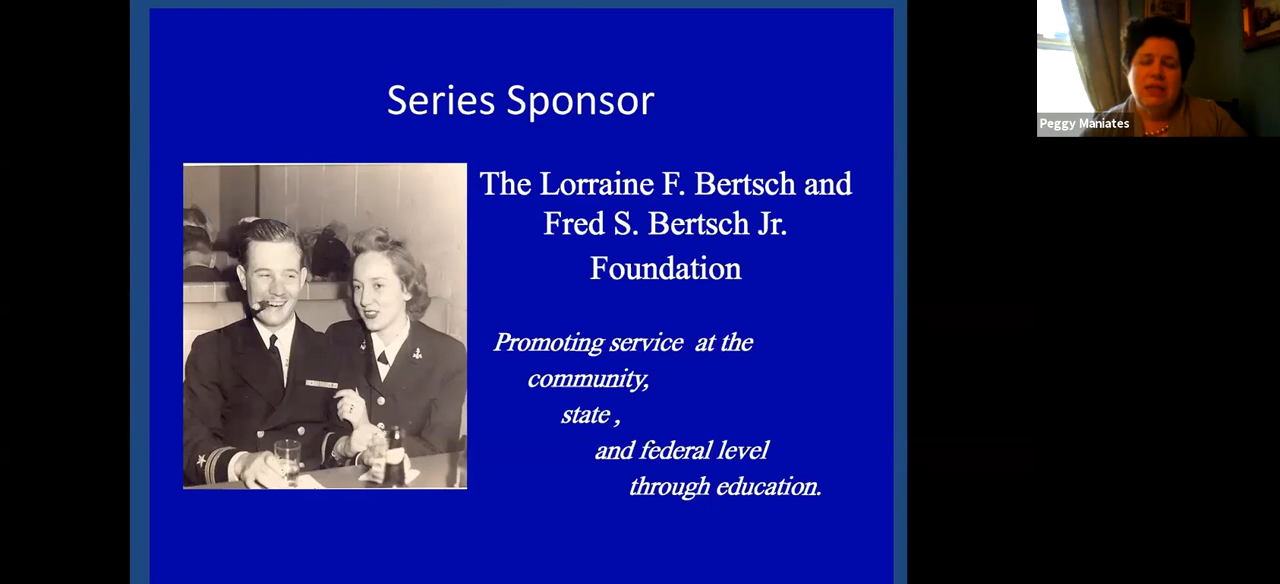 Series Sponsor
The Lorraine F. Bertsch and
Fred S. Bertsch Jr.
Foundation
Promoting service at the
community,
state ,
and federal level
through education.
Peggy Maniates